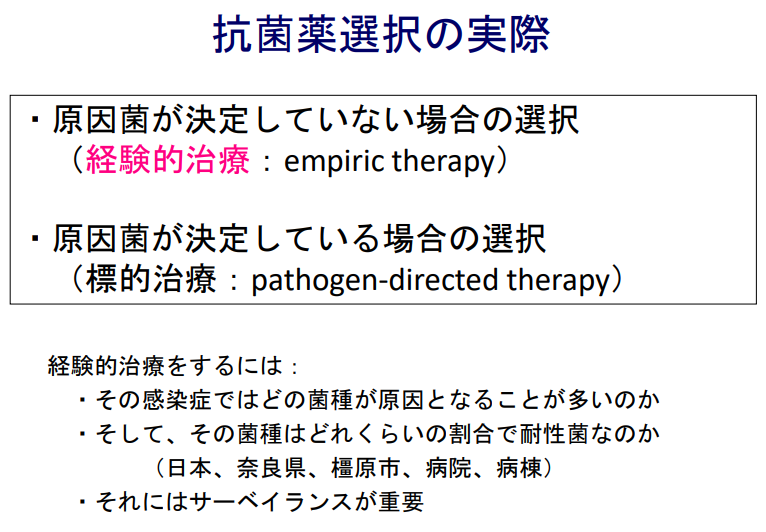 抗菌薬選択の実際
・原因菌が決定していない場合の選択
（経験的治療：empiric therapy）
・原因菌が決定している場合の選択
（標的治療：pathogen-directed therapy）
経験的治療をするには：
・その感染症ではどの菌種が原因となることが多いのか
・そして、その菌種はどれくらいの割合で耐性菌なのか
（日本、奈良県、橿原市、病院、病棟）
・それにはサーベイランスが重要